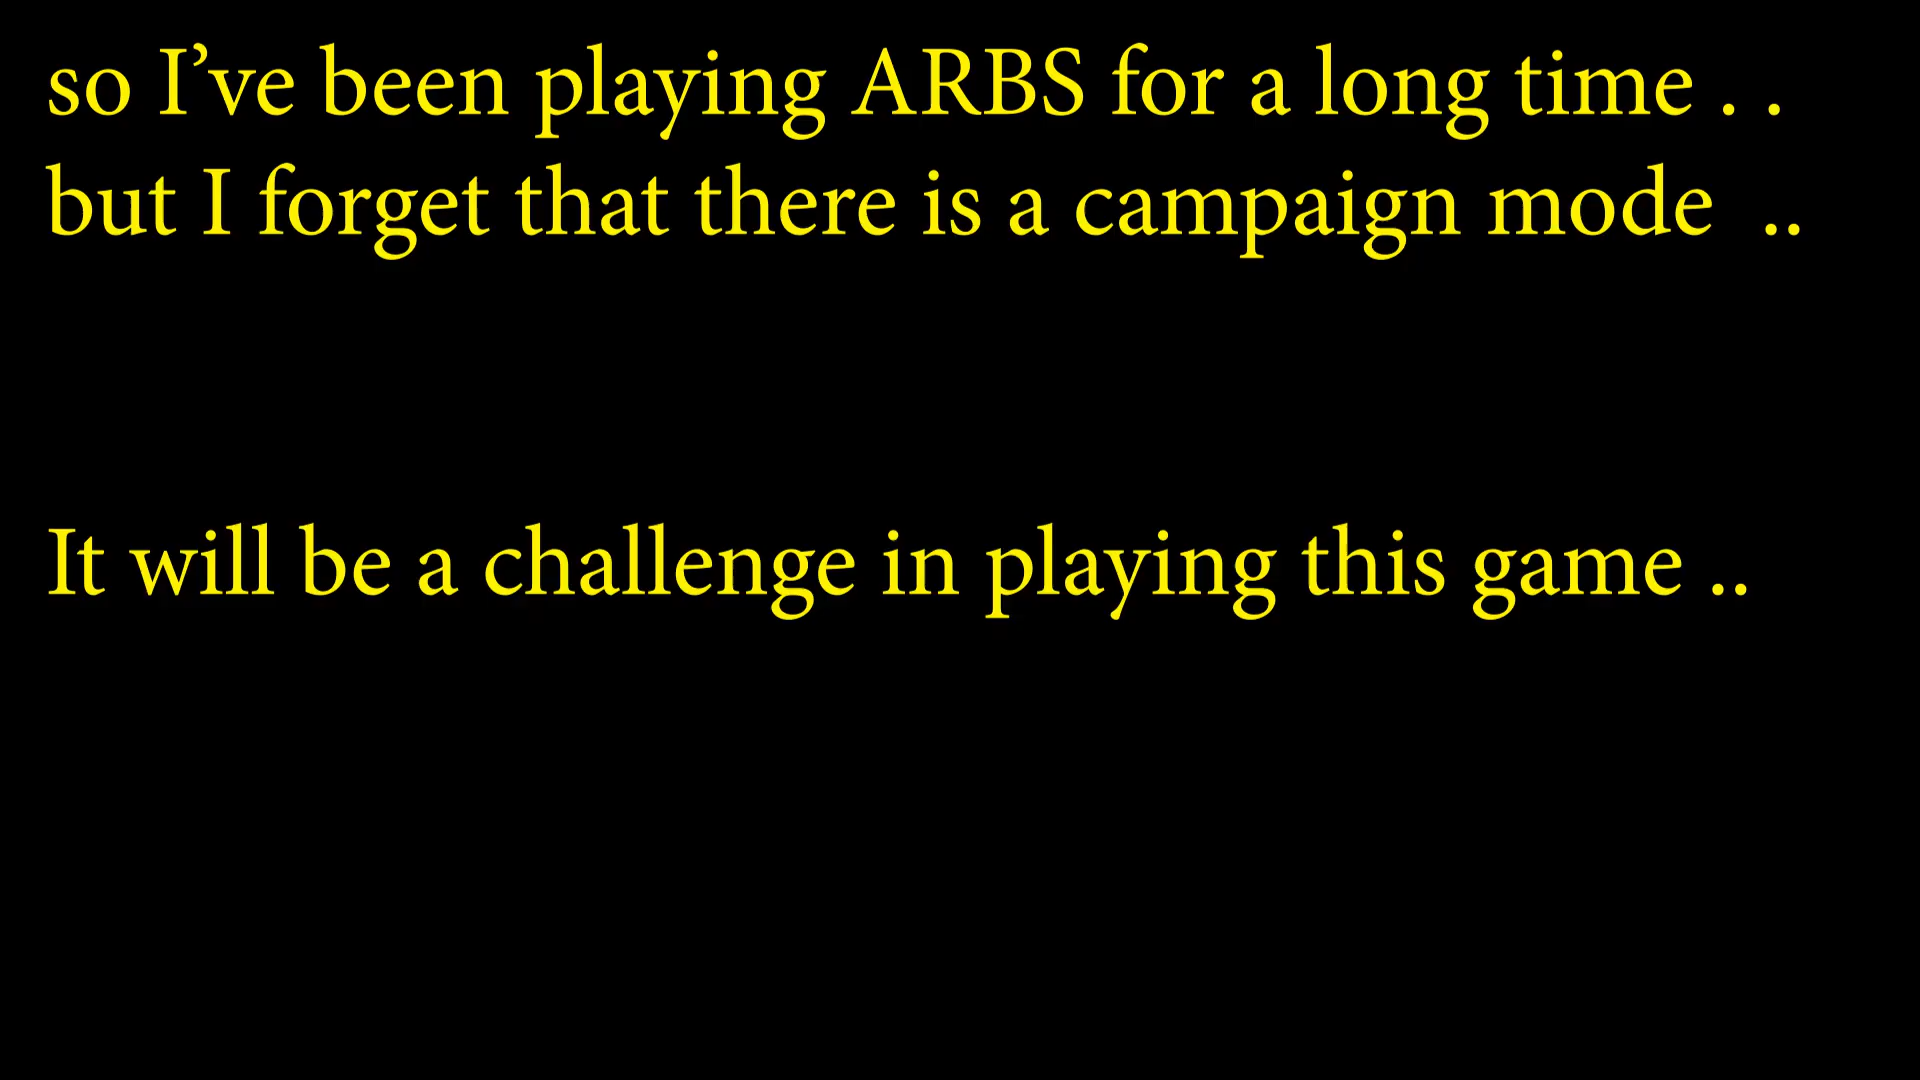 so I’ve been playing ARBS for a long time . .
but I forget that there is a campaign mode  ..
It will be a challenge in playing this game ..